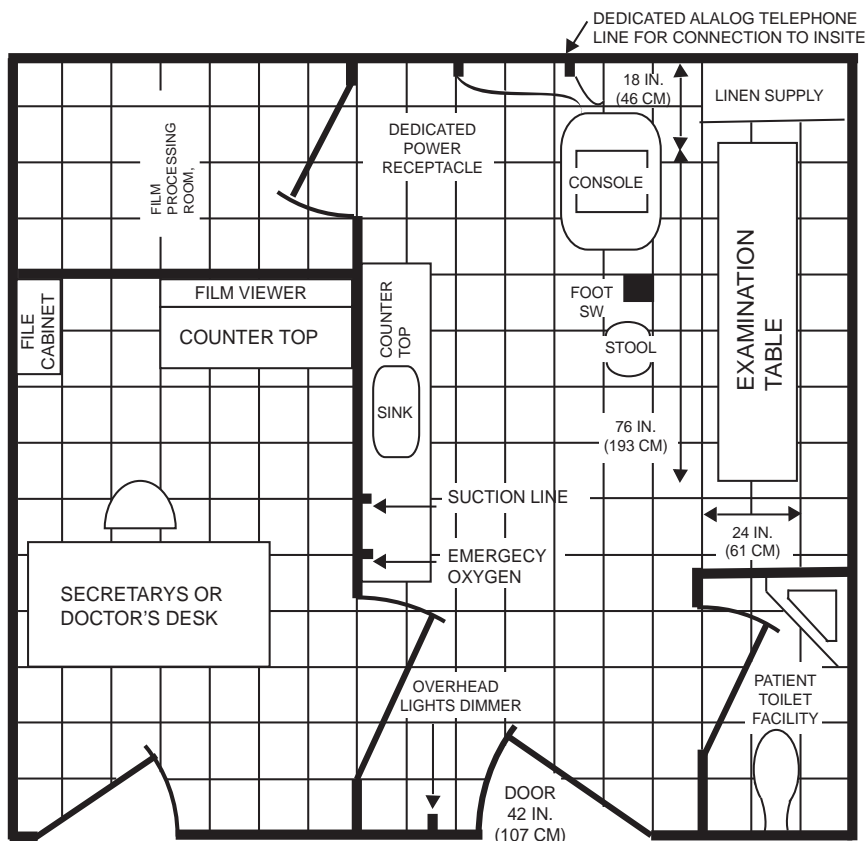 DEDICATED ALALOG TELEPHONE
LINE FOR CONNECTION TO INSITE
18 IN.
(46 CM)
LINEN SUPPLY
FILM
PROCESSING
ROOM,
DEDICATED
POWER
RECEPTACLE
CONSOLE
FILE
CABINET
FILM VIEWER
COUNTER TOP
COUNTER
TOP
SINK
FOOT
SW
STOOL
EXAMINATION
TABLE
76 IN.
(193 CM)
SUCTION LINE
24 IN.
(61 CM)
EMERGECY
OXYGEN
SECRETARYS OR
DOCTOR'S DESK
OVERHEAD
LIGHTS DIMMER
PATIENT
TOILET
FACILITY
DOOR
42 IN.
(107 CM)